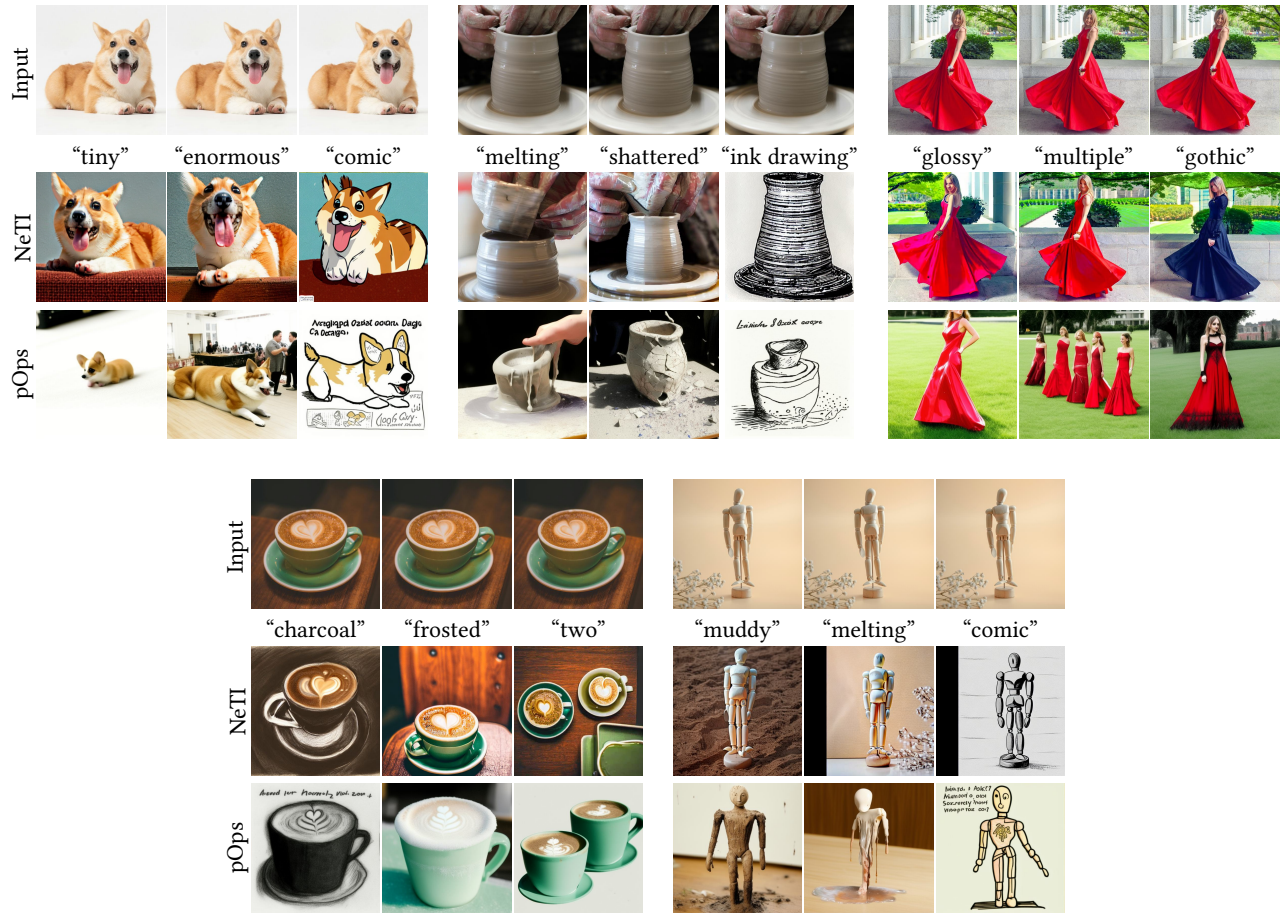 Input
“tiny” “enormous” “comic” “melting” “shattered” “ink drawing” “glossy” “multiple” “gothic”
NeTI
pOps
Input
“charcoal” “frosted” “two” “muddy” “melting” “comic”
NeTI
pOps